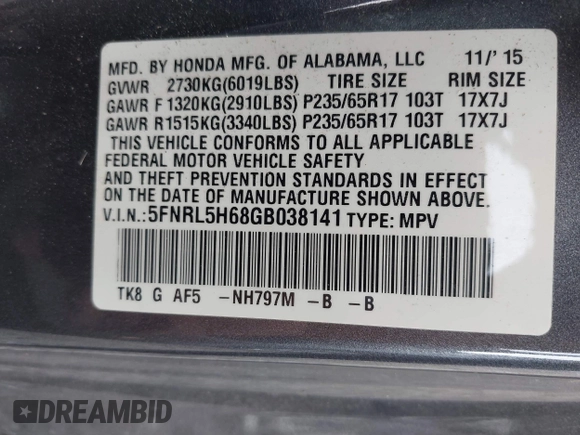 MFD. BY HONDA MFG. OF ALABAMA, LLC 11/' 15
GVWR 2730KG(6019LBS) TIRE SIZE RIM SIZE
GAWR F 1320KG(2910LBS) P235/65R17 103T 17X7J
GAWR R1515KG(3340LBS) P235/65R17 103T 17X7J
THIS VEHICLE CONFORMS TO ALL APPLICABLE
FEDERAL MOTOR VEHICLE SAFETY
AND THEFT PREVENTION STANDARDS IN EFFECT
ON THE DATE OF MANUFACTURE SHOWN ABOVE.
V.I.N.:5FNRL5H68GB038141 TYPE: MPV
TK8 G AF5 -NH797M -B -B
DREAMBID